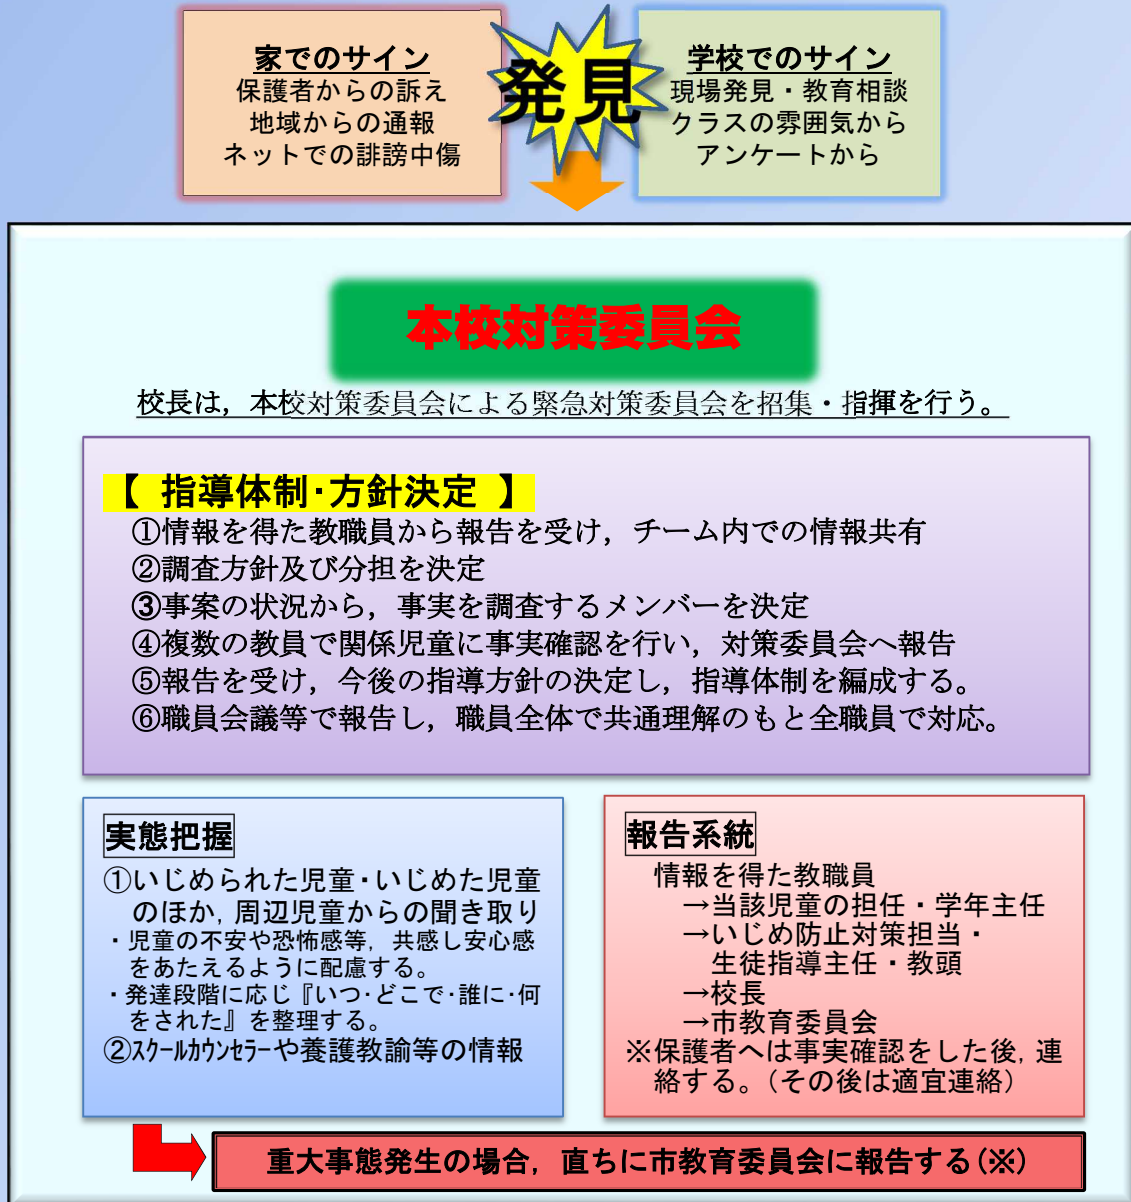 家でのサイン
保護者からの訴え
地域からの通報
ネットでの誹謗中傷
発見
学校でのサイン
現場発見・教育相談
クラスの雰囲気から
アンケートから
本校対策委員会
校長は，本校対策委員会による緊急対策委員会を招集・指揮を行う。
【 指導体制･方針決定 】
①情報を得た教職員から報告を受け，チーム内での情報共有
②調査方針及び分担を決定
③事案の状況から，事実を調査するメンバーを決定
④複数の教員で関係児童に事実確認を行い，対策委員会へ報告
⑤報告を受け，今後の指導方針の決定し，指導体制を編成する。
⑥職員会議等で報告し，職員全体で共通理解のもと全職員で対応。
実態把握
①いじめられた児童･いじめた児童
のほか，周辺児童からの聞き取り
・児童の不安や恐怖感等，共感し安心感
をあたえるように配慮する。
・発達段階に応じ『いつ･どこで･誰に･何
をされた』を整理する。
②ｽｸｰﾙｶｳﾝｾﾗｰや養護教諭等の情報
報告系統
情報を得た教職員
→当該児童の担任・学年主任
→いじめ防止対策担当・
生徒指導主任・教頭
→校長
→市教育委員会
※保護者へは事実確認をした後，連
絡する。（その後は適宜連絡）
重大事態発生の場合，直ちに市教育委員会に報告する(※)